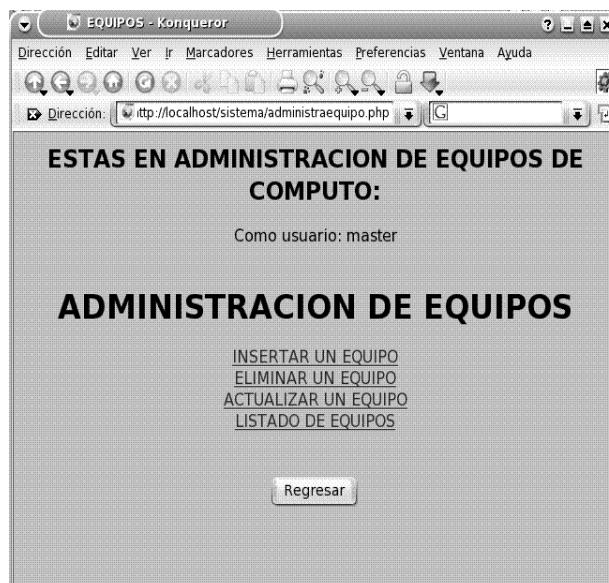 EQUIPOS - Konqueror
Dirección Editar Ver Ir Marcadores Herramientas Preferencias Ventana Ayuda
Dirección: ttp://localhost/sistema/administraequipo.php G
ESTAS EN ADMINISTRACION DE EQUIPOS DE
COMPUTO:
Como usuario: master
ADMINISTRACION DE EQUIPOS
INSERTAR UN EQUIPO
ELIMINAR UN EQUIPO
ACTUALIZAR UN EQUIPO
LISTADO DE EQUIPOS
Regresar